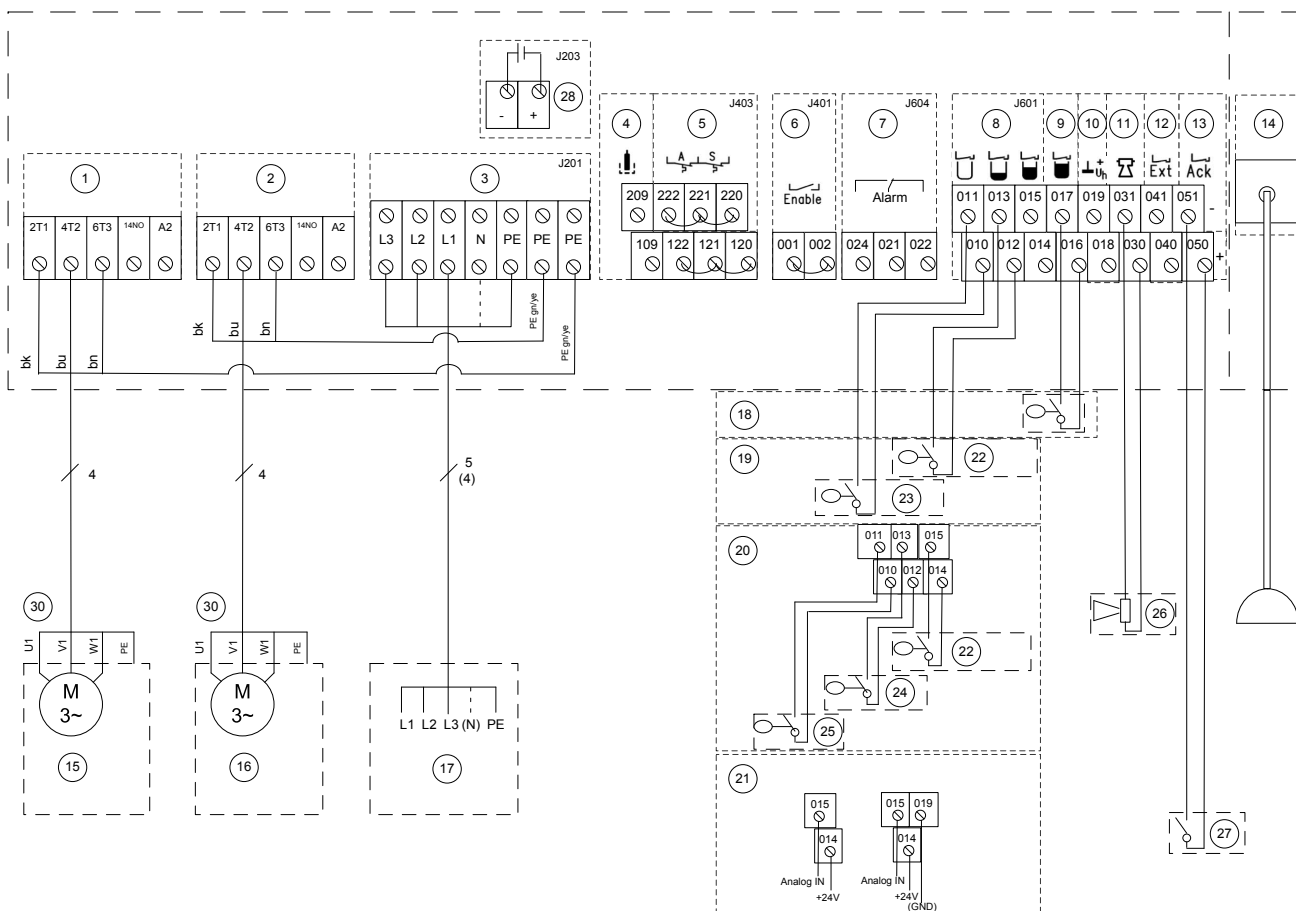 J203
28
- +
J403
J401
J604
J601
4
5
6
7
8
9
10
11
12
13
14
1
2
3
J201
A S
Enable
Alarm
+
Uh
Ext
Ack
209 222 221 220
109 122 121 120
001 002
024 021 022
011 013 015 017 019 031 041 051 -
010 012 014 016 018 030 040 050 +
2T1 4T2 6T3 14NO A2
2T1 4T2 6T3 14NO A2
L3 L2 L1 N PE PE PE
bk
bu
bn
bk
bu
bn
PE gn/ye
PE gn/ye
18
4
4
5
(4)
19
22
23
20
011 013 015
010 012 014
30
30
26
U1
V1
W1
PE
U1
V1
W1
PE
22
M
3~
M
3~
24
L1 L2 L3 (N) PE
25
15
16
17
21
015
014
015 019
014
27
Analog IN
+24V
Analog IN
+24V
(GND)